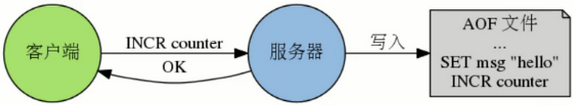 客户端
INCR counter
OK
服务器
写入
AOF 文件
...
SET msg "hello"
INCR counter